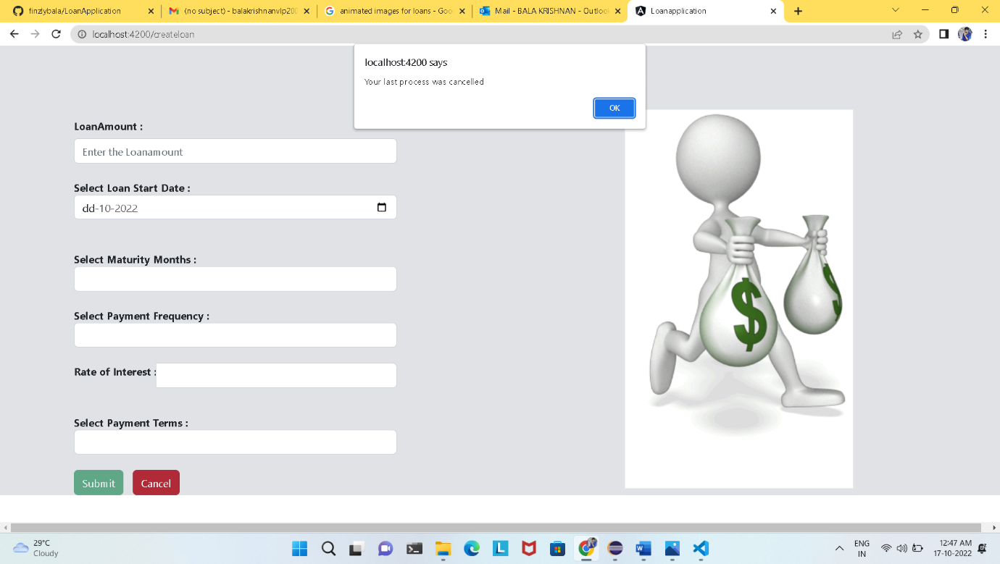 finzlybala/LoanApplication
(no subject) - balakrishnanvlp200
animated images for loans - Goo
Mail - BALA KRISHNAN - Outlook
Loanapplication
localhost:4200/createloan
localhost:4200 says
Your last process was cancelled
OK
LoanAmount :
Enter the Loanamount
Select Loan Start Date :
dd-10-2022
Select Maturity Months :
Select Payment Frequency :
Rate of Interest :
Select Payment Terms :
Submit Cancel
$ $
29°C
Cloudy
ENG
IN
12:47 AM
17-10-2022